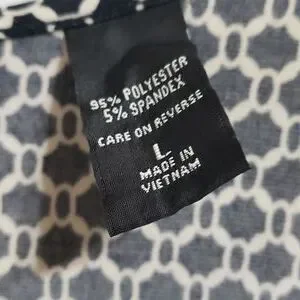 95% POLYESTER
5% SPANDEX
CARE ON REVERSE
L
MADE IN
VIETNAM